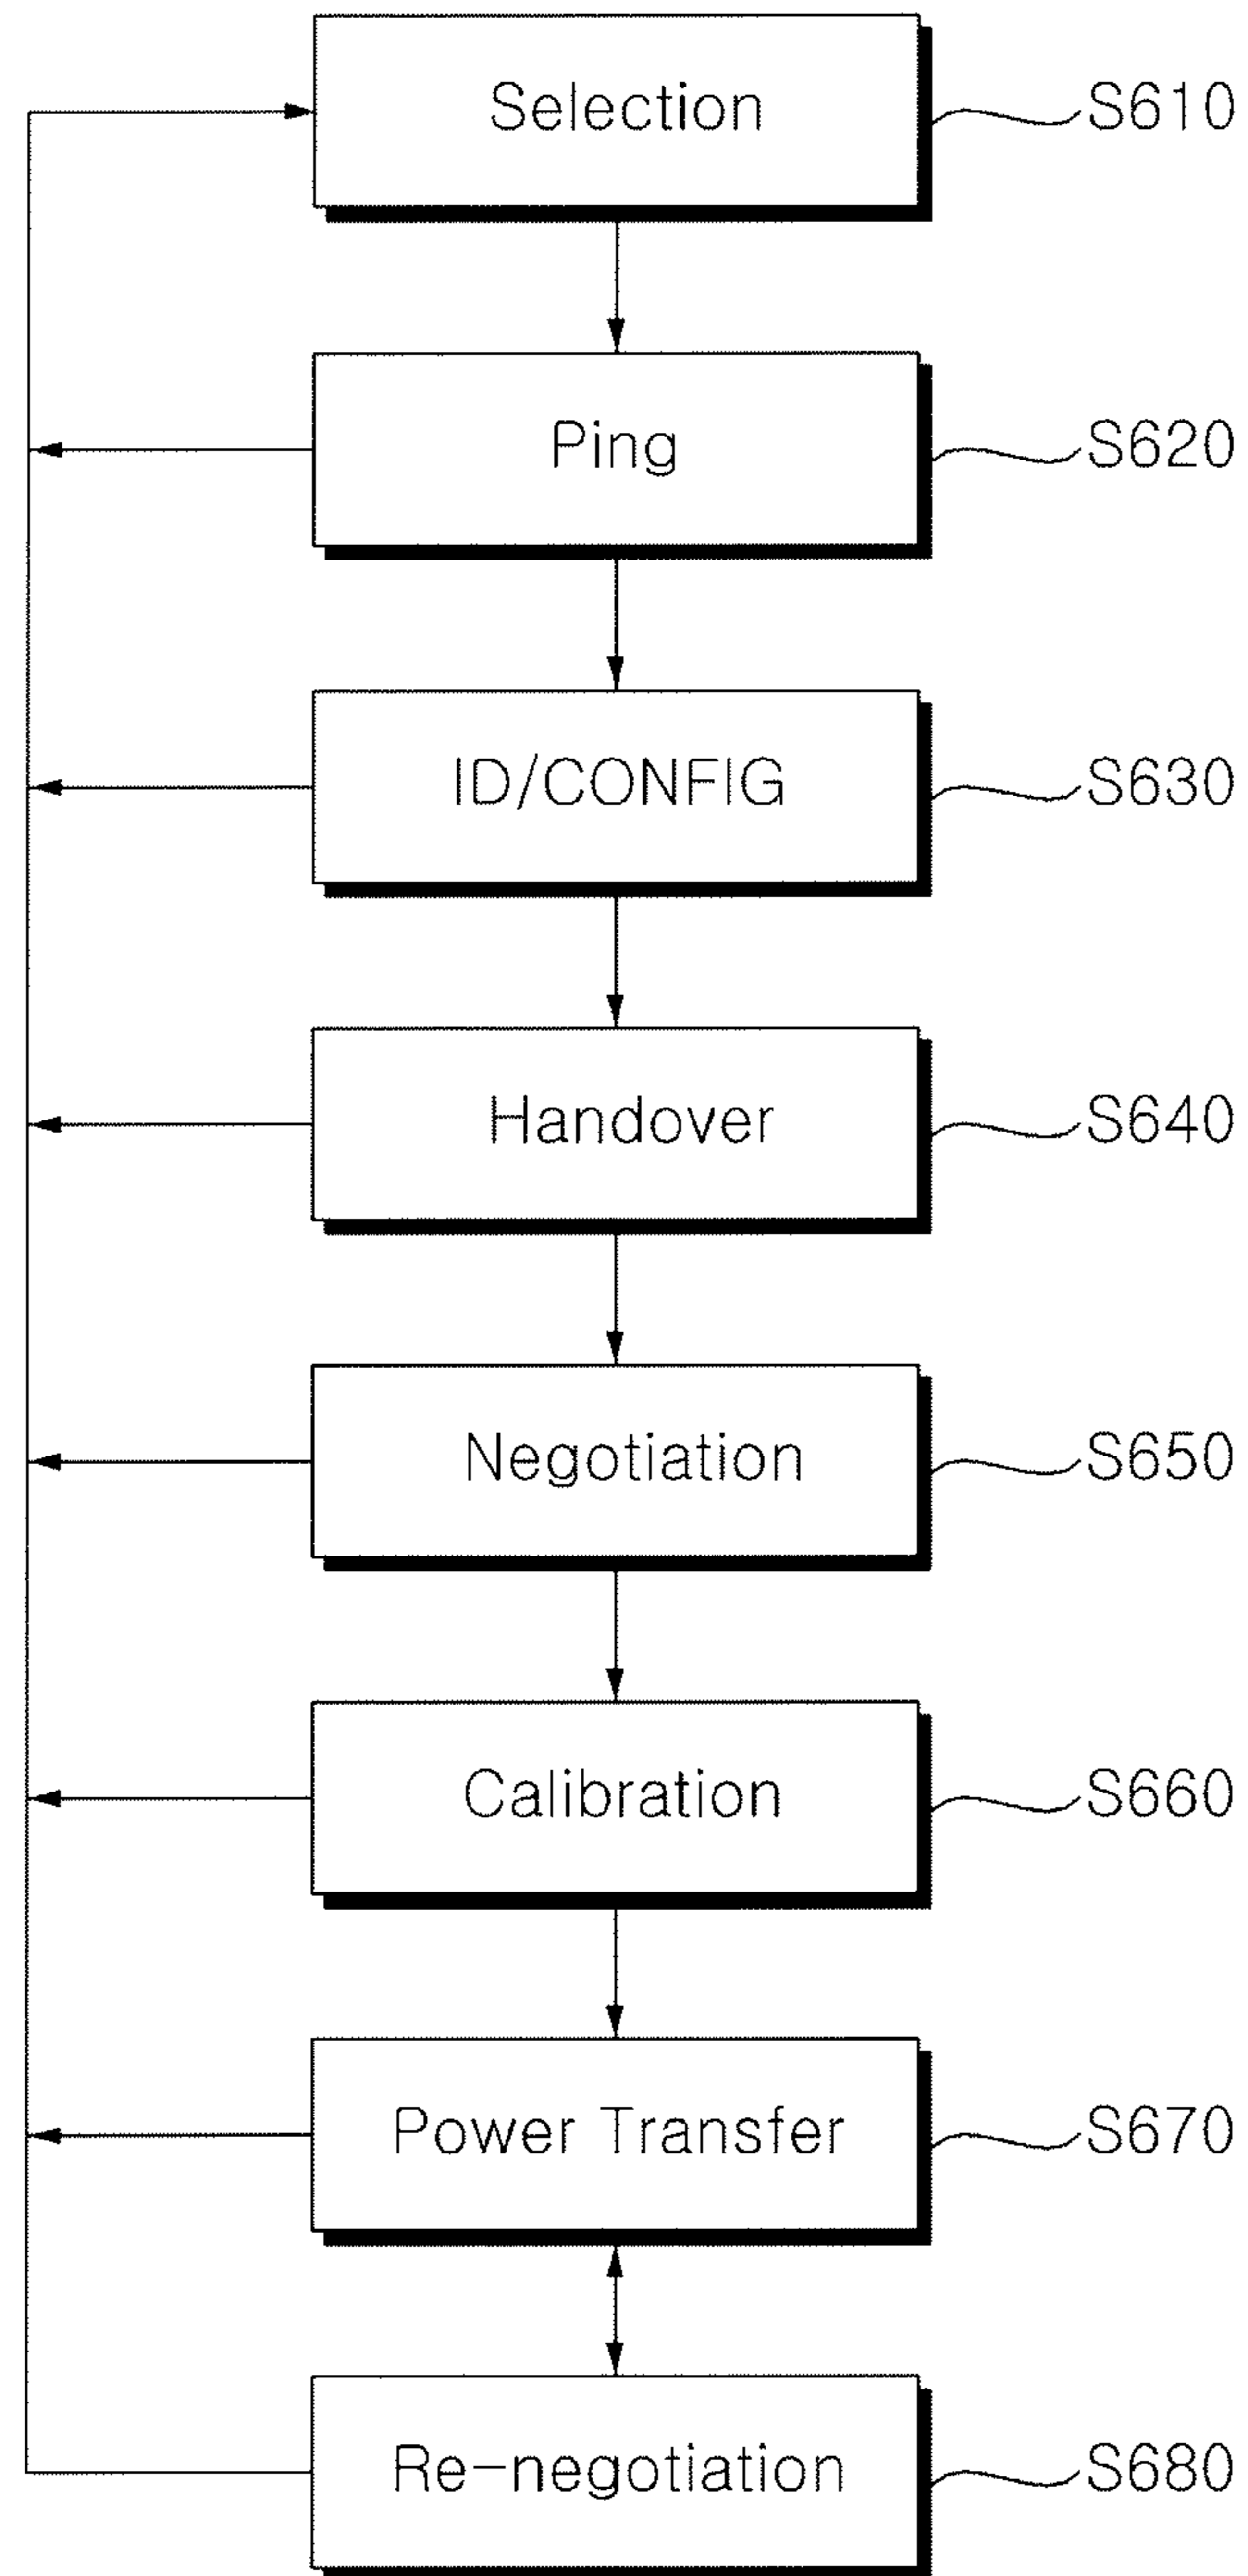 Selection S610
Ping S620
ID/CONFIG S630
Handover S640
Negotiation S650
Calibration S660
Power Transfer S670
Re-negotiation S680